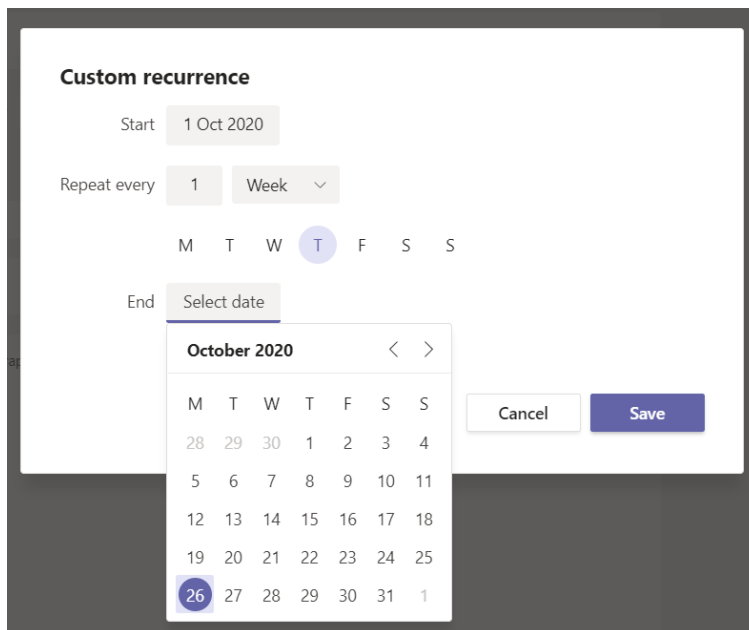 Custom recurrence
Start 1 Oct 2020
Repeat every 1 Week
M T W T F S S
End Select date
October 2020
M T W T F S S
28 29 30 1 2 3 4
Cancel Save
5 6 7 8 9 10 11
12 13 14 15 16 17 18
19 20 21 22 23 24 25
26 27 28 29 30 31 1